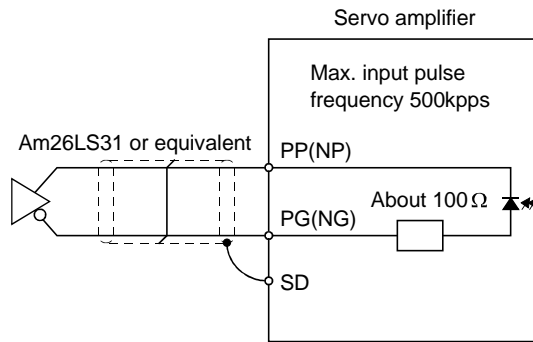 Servo amplifier
Max. input pulse
frequency 500kpps
Am26LS31 or equivalent
PP(NP)
About 100Ω
PG(NG)
SD